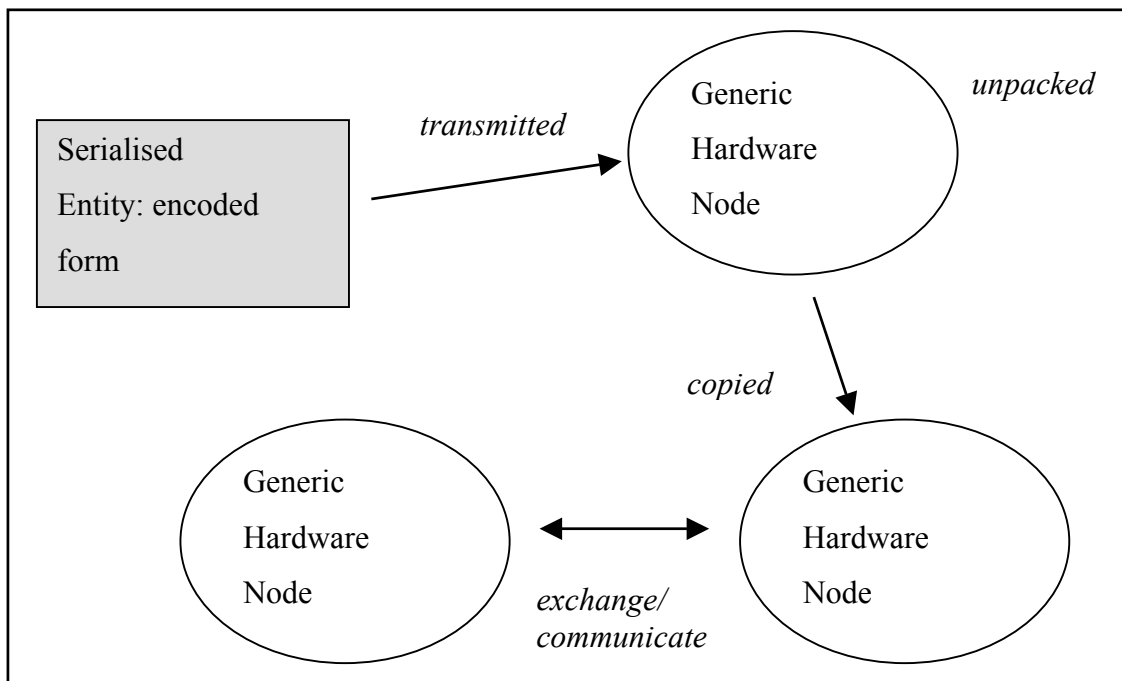 Serialised
Entity: encoded
form
transmitted
Generic
Hardware
Node
unpacked
copied
Generic
Hardware
Node
exchange/
communicate
Generic
Hardware
Node